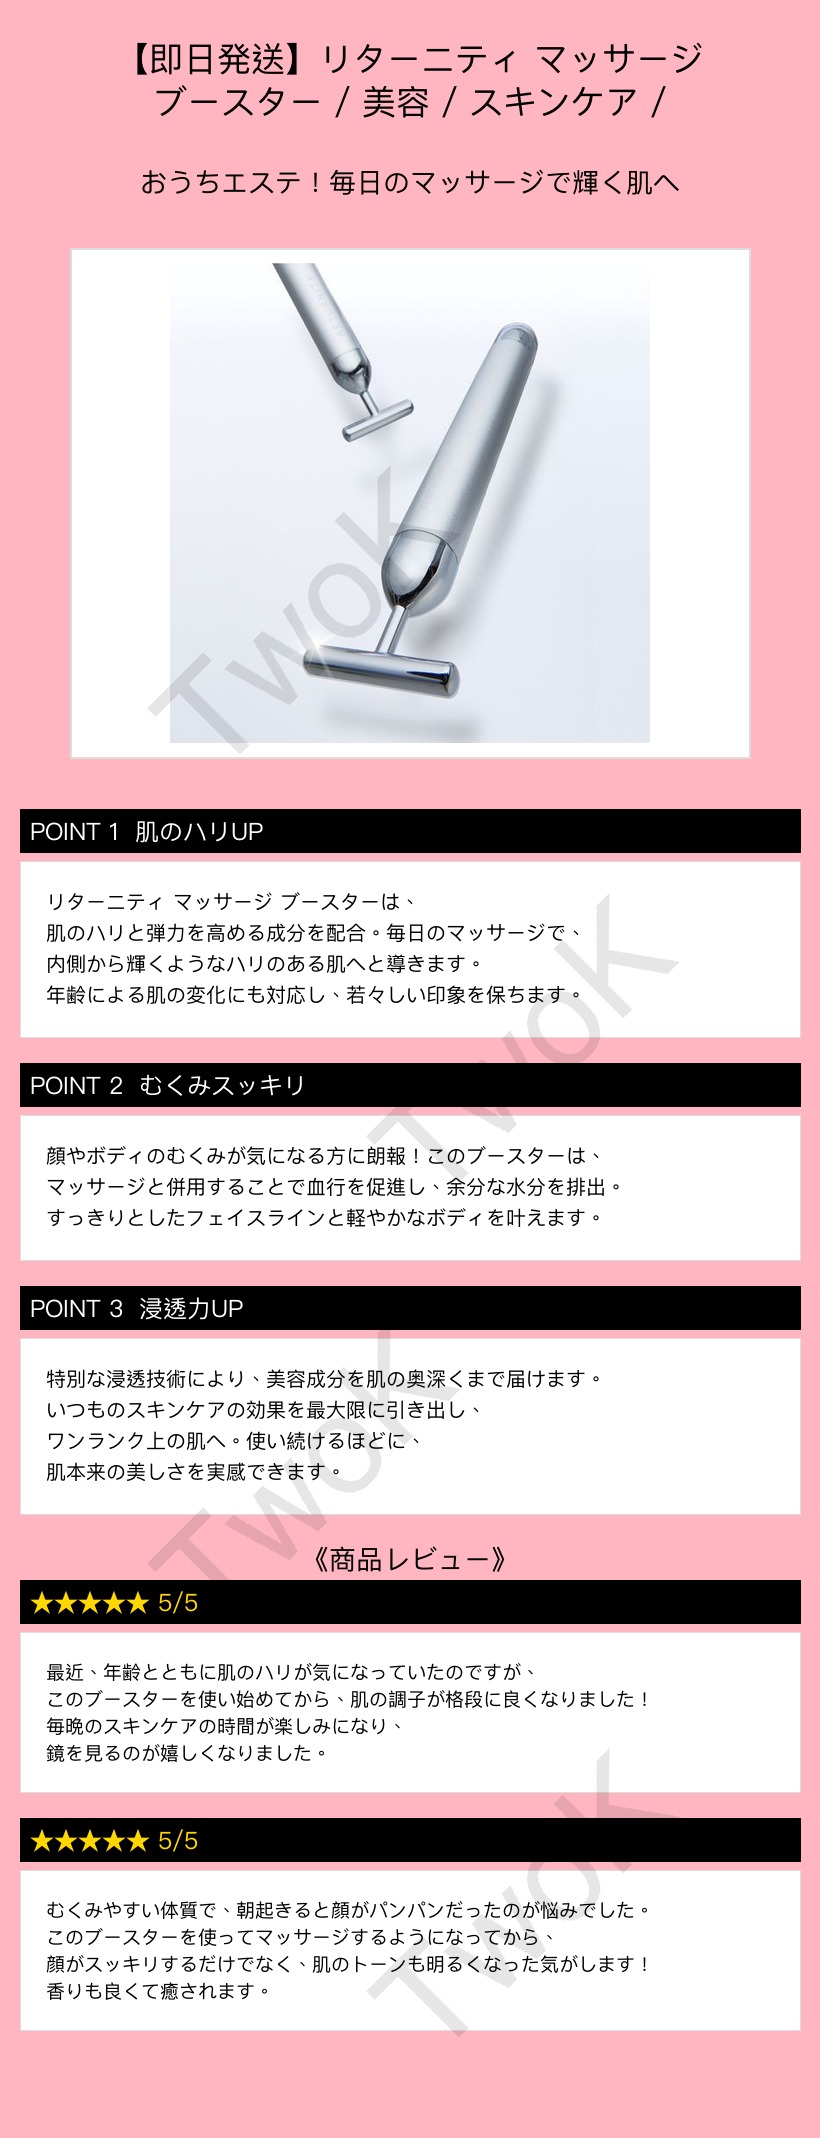 【即日発送】リターニティ マッサージ
ブースター / 美容 / スキンケア /
おうちエステ！毎日のマッサージで輝く肌へ
RETURNITY
TwoK
POINT 1 肌のハリUP
リターニティ マッサージ ブースターは、
肌のハリと弾力を高める成分を配合。毎日のマッサージで、
内側から輝くようなハリのある肌へと導きます。
年齢による肌の変化にも対応し、若々しい印象を保ちます。
TwoK
POINT 2 むくみスッキリ
顔やボディのむくみが気になる方に朗報！このブースターは、
マッサージと併用することで血行を促進し、余分な水分を排出。
すっきりとしたフェイスラインと軽やかなボディを叶えます。
POINT 3 浸透力UP
特別な浸透技術により、美容成分を肌の奥深くまで届けます。
いつものスキンケアの効果を最大限に引き出し、
ワンランク上の肌へ。使い続けるほどに、
肌本来の美しさを実感できます。
TwoK
《商品レビュー》
★★★★★ 5/5
最近、年齢とともに肌のハリが気になっていたのですが、
このブースターを使い始めてから、肌の調子が格段に良くなりました！
毎晩のスキンケアの時間が楽しみになり、
鏡を見るのが嬉しくなりました。
★★★★★ 5/5
むくみやすい体質で、朝起きると顔がパンパンだったのが悩みでした。
このブースターを使ってマッサージするようになってから、
顔がスッキリするだけでなく、肌のトーンも明るくなった気がします！
香りも良くて癒されます。
TwoK